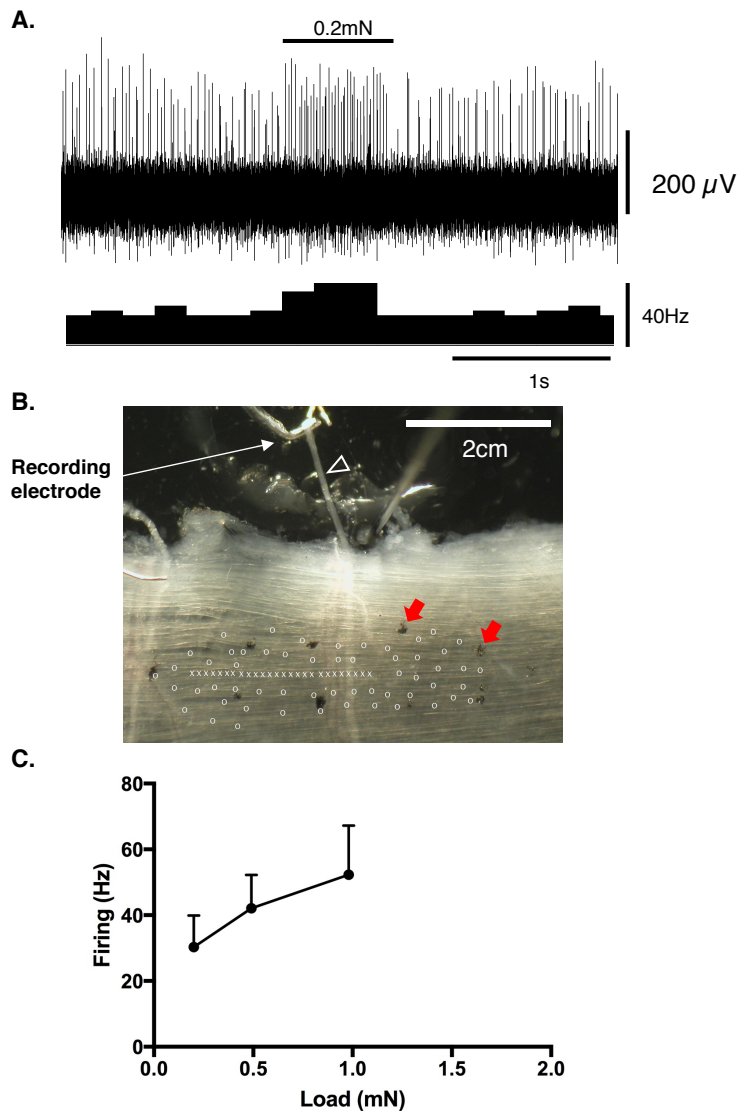 A.
0.2mN
200 µV
40Hz
1s
B.
2cm
Recording
electrode
C.
80
60
40
20
0
Firing (Hz)
0.0 0.5 1.0 1.5 2.0
Load (mN)